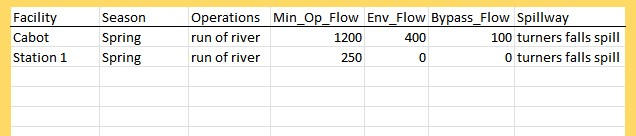 Facility Season Operations Min_Op_Flow Env_Flow Bypass_Flow Spillway
Cabot Spring run of river 1200 400 100 turners falls spill
Station 1 Spring run of river 250 0 0 turners falls spill